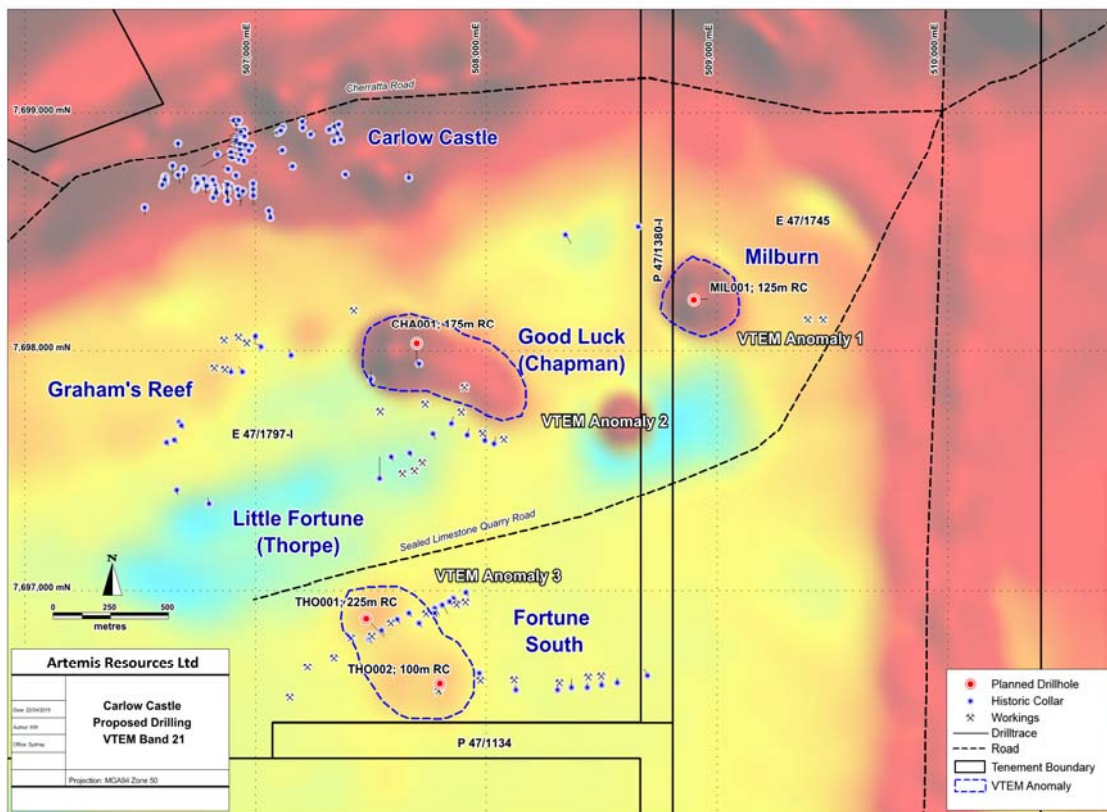 507,000 mE
508,000 mE
509,000 mE
510,000 mE
7,699,000 mN
Cherratta Road
Carlow Castle
E 47/1745
P 47/1380-I
Milburn
MIL001; 125m RC
VTEM Anomaly 1
CHA001; 175m RC
Good Luck
(Chapman)
7,698,000 mN
Graham's Reef
VTEM Anomaly 2
E 47/1797-I
Little Fortune
(Thorpe)
Sealed Limestone Quarry Road
N
0 250 500
metres
7,697,000 mN
VTEM Anomaly 3
THO001; 225m RC
Fortune
South
THO002; 100m RC
P 47/1134
Artemis Resources Ltd
Carlow Castle
Proposed Drilling
VTEM Band 21
Office: Sydney
Projection: MGA94 Zone 50
LEGEND
Planned Drillhole
Historic Collar
Workings
Drilltrace
Road
Tenement Boundary
VTEM Anomaly